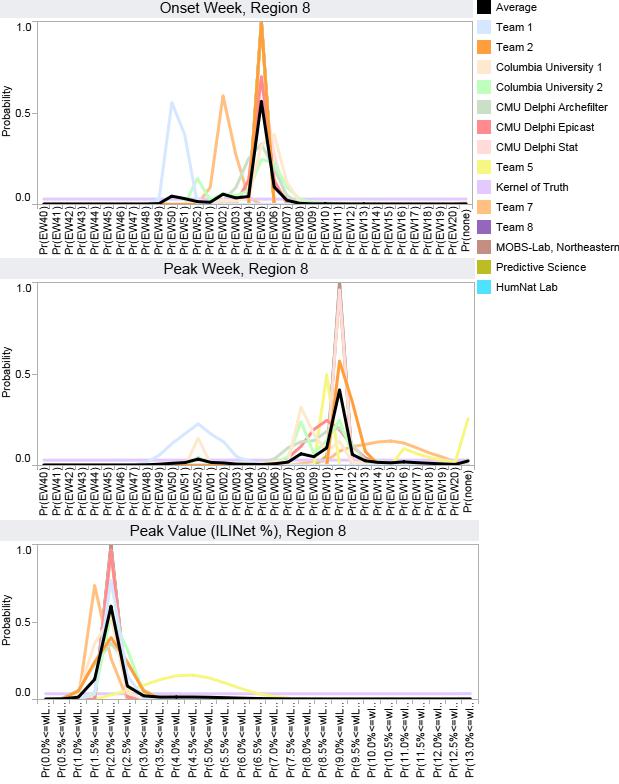 Onset Week, Region 8
1.0
0.5
0.0
Probability
Pr(EW40)
Pr(EW41)
Pr(EW42)
Pr(EW43)
Pr(EW44)
Pr(EW45)
Pr(EW46)
Pr(EW47)
Pr(EW48)
Pr(EW49)
Pr(EW50)
Pr(EW51)
Pr(EW52)
Pr(EW01)
Pr(EW02)
Pr(EW03)
Pr(EW04)
Pr(EW05)
Pr(EW06)
Pr(EW07)
Pr(EW08)
Pr(EW09)
Pr(EW10)
Pr(EW11)
Pr(EW12)
Pr(EW13)
Pr(EW14)
Pr(EW15)
Pr(EW16)
Pr(EW17)
Pr(EW18)
Pr(EW19)
Pr(EW20)
Pr(none)
Average
Team 1
Team 2
Columbia University 1
Columbia University 2
CMU Delphi Archefilter
CMU Delphi Epicast
CMU Delphi Stat
Team 5
Kernel of Truth
Team 7
Team 8
MOBS-Lab, Northeastern
Predictive Science
HumNat Lab
Peak Week, Region 8
1.0
0.5
0.0
Probability
Pr(EW40)
Pr(EW41)
Pr(EW42)
Pr(EW43)
Pr(EW44)
Pr(EW45)
Pr(EW46)
Pr(EW47)
Pr(EW48)
Pr(EW49)
Pr(EW50)
Pr(EW51)
Pr(EW52)
Pr(EW01)
Pr(EW02)
Pr(EW03)
Pr(EW04)
Pr(EW05)
Pr(EW06)
Pr(EW07)
Pr(EW08)
Pr(EW09)
Pr(EW10)
Pr(EW11)
Pr(EW12)
Pr(EW13)
Pr(EW14)
Pr(EW15)
Pr(EW16)
Pr(EW17)
Pr(EW18)
Pr(EW19)
Pr(EW20)
Pr(none)
Peak Value (ILINet %), Region 8
1.0
0.5
0.0
Probability
Pr(0.0%<=wI..
Pr(0.5%<=wI..
Pr(1.0%<=wI..
Pr(1.5%<=wI..
Pr(2.0%<=wI..
Pr(2.5%<=wI..
Pr(3.0%<=wI..
Pr(3.5%<=wI..
Pr(4.0%<=wI..
Pr(4.5%<=wI..
Pr(5.0%<=wI..
Pr(5.5%<=wI..
Pr(6.0%<=wI..
Pr(6.5%<=wI..
Pr(7.0%<=wI..
Pr(7.5%<=wI..
Pr(8.0%<=wI..
Pr(8.5%<=wI..
Pr(9.0%<=wI..
Pr(9.5%<=wI..
Pr(10.0%<=wI..
Pr(10.5%<=wI..
Pr(11.0%<=wI..
Pr(11.5%<=wI..
Pr(12.0%<=wI..
Pr(12.5%<=wI..
Pr(13.0%<=wI..